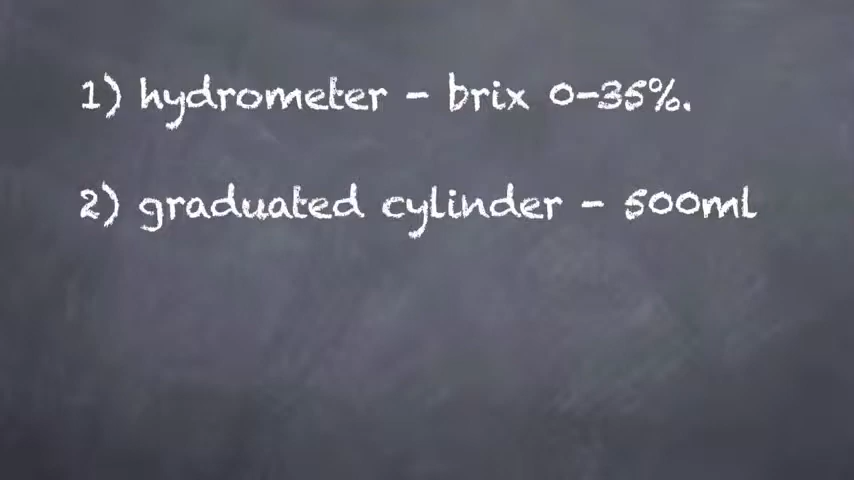 1) hydrometer - brix 0-35%.
2) graduated cylinder - 500ml